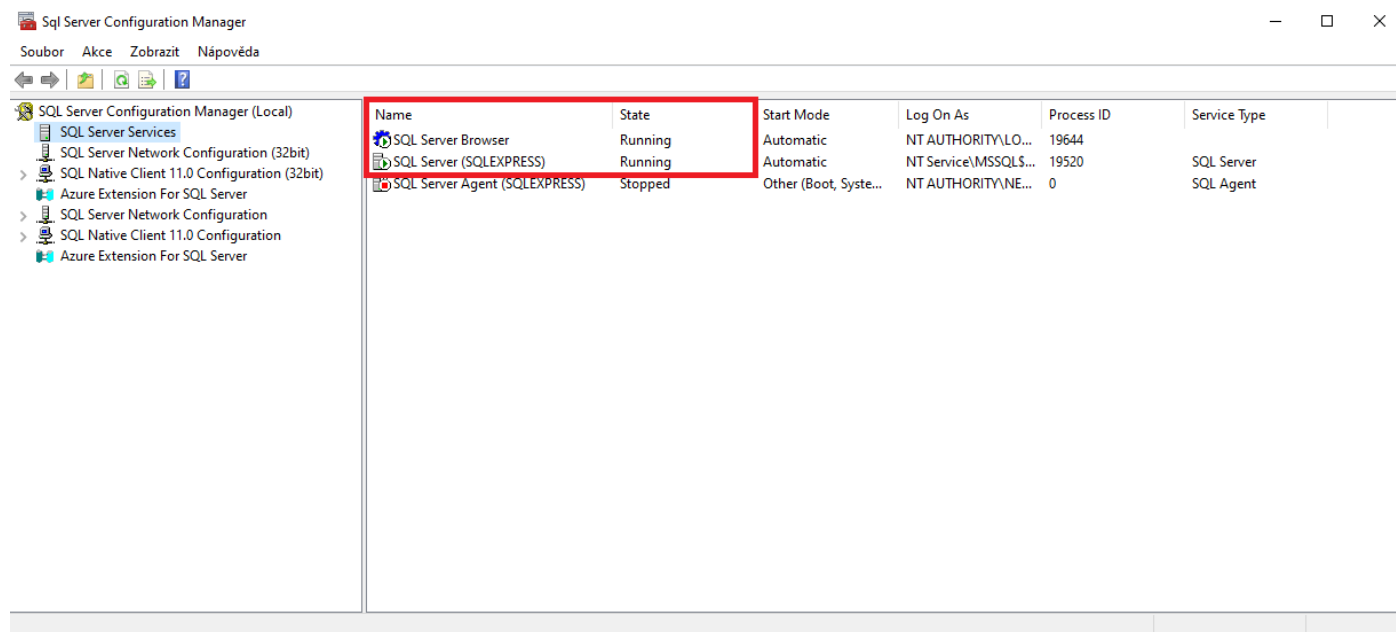 Sql Server Configuration Manager
Soubor Akce Zobrazit Nápověda
SQL Server Configuration Manager (Local)
SQL Server Services
SQL Server Network Configuration (32bit)
SQL Native Client 11.0 Configuration (32bit)
Azure Extension For SQL Server
SQL Server Network Configuration
SQL Native Client 11.0 Configuration
Azure Extension For SQL Server
Name State Start Mode Log On As Process ID Service Type
SQL Server Browser Running Automatic NT AUTHORITY\LO... 19644
SQL Server (SQLEXPRESS) Running Automatic NT Service\MSSQL$... 19520 SQL Server
SQL Server Agent (SQLEXPRESS) Stopped Other (Boot, Syste... NT AUTHORITY\NE... 0 SQL Agent